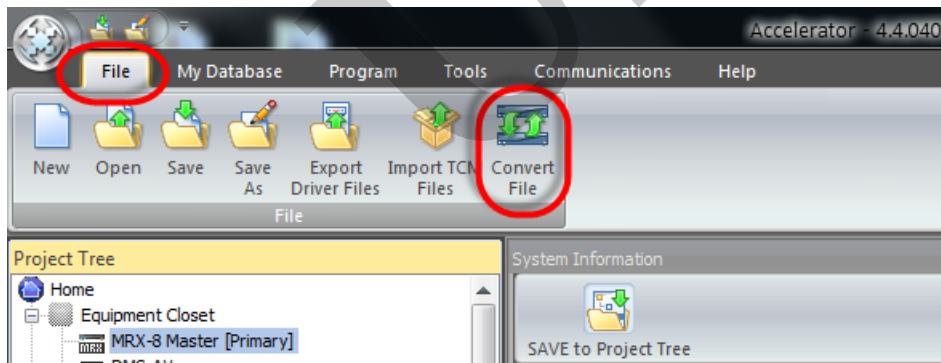 Accelerator - 4.4.040
File My Database Program Tools Communications Help
New Open Save Save As Export Driver Files Import TCM Files Convert File
File
Project Tree
System Information
Home
Equipment Closet
MRX-8 Master [Primary]
SAVE to Project Tree